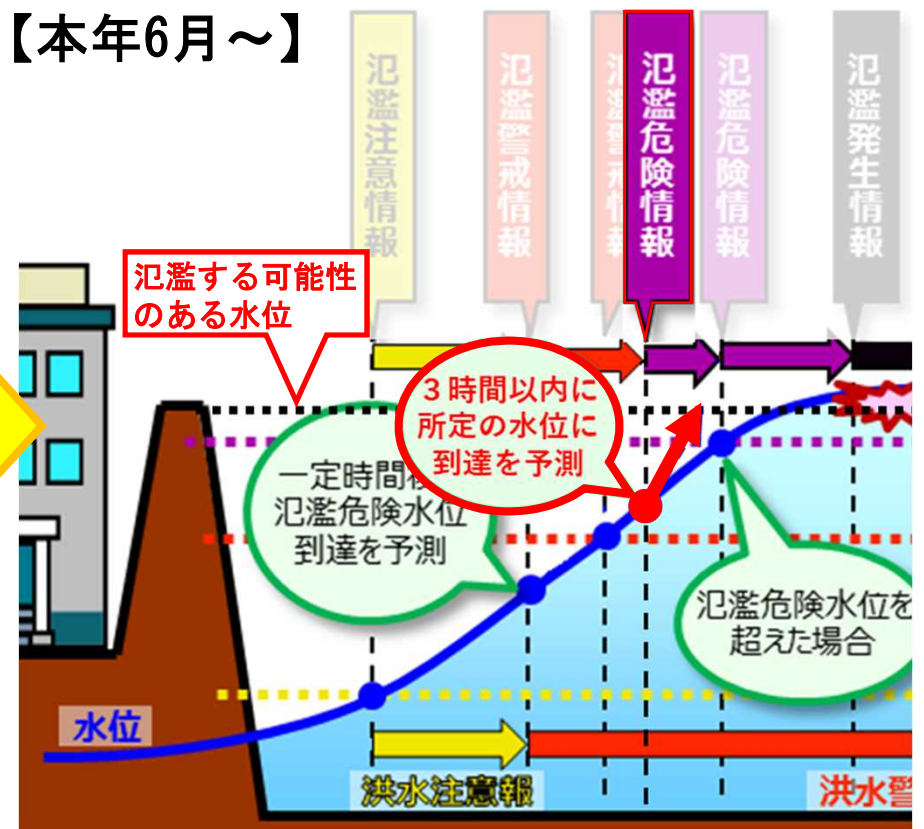 【本年6月～】
氾濫注意情報
氾濫警戒情報
氾濫危険情報
氾濫危険情報
氾濫発生情報
氾濫する可能性
のある水位
３時間以内に
所定の水位に
到達を予測
一定時間
氾濫危険水位
到達を予測
氾濫危険水位を
超えた場合
水位
洪水注意報
洪水